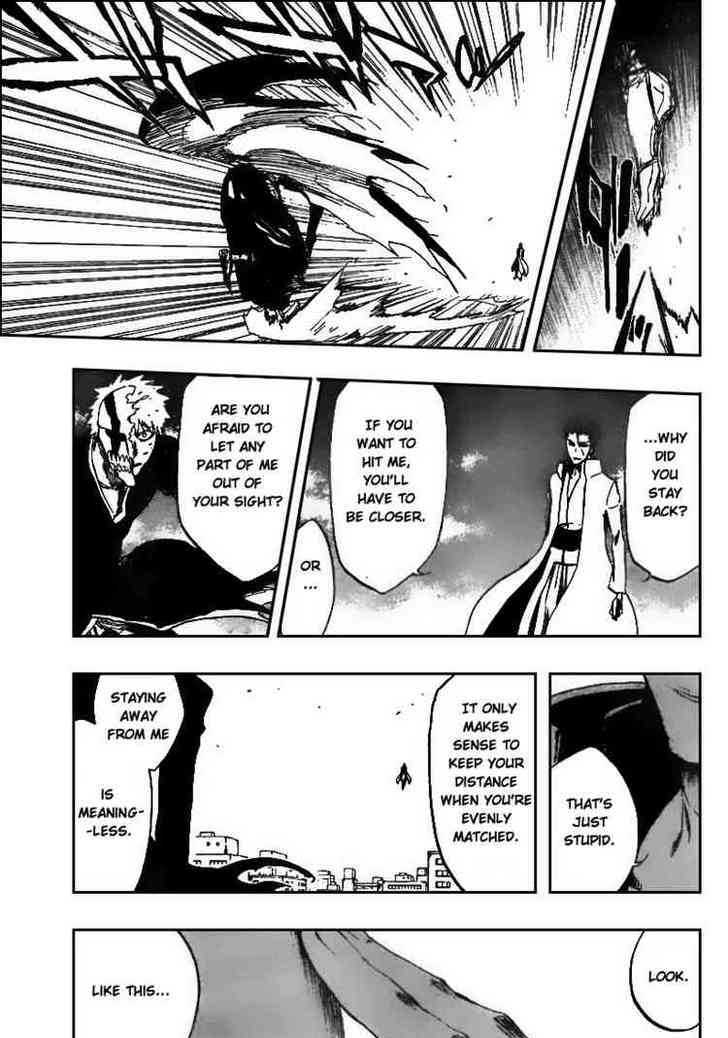 ...WHY
DID
YOU
STAY
BACK?
IF
YOU
WANT
TO
HIT ME,
YOU'LL
HAVE
TO
BE CLOSER.
OR
...
ARE YOU
AFRAID
TO
LET ANY
PART OF ME
OUT OF
YOUR SIGHT?
THAT'S
JUST
STUPID.
IT ONLY
MAKES
SENSE TO
KEEP YOUR
DISTANCE
WHEN YOU'RE
EVENLY
MATCHED.
STAYING
AWAY
FROM ME
IS
MEANING-
-LESS.
LOOK.
LIKE THIS...